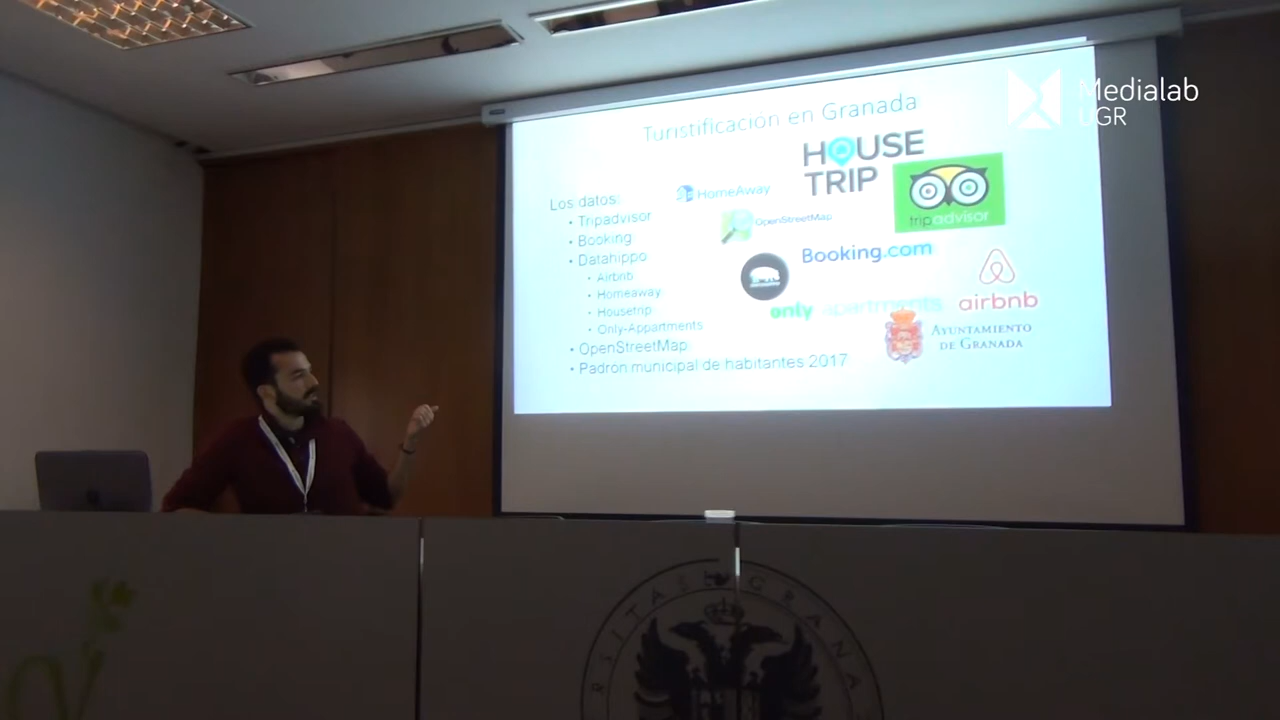 Medialab
UGR
Turistificación en Granada
HOUSE
TRIP
Los datos:
• Tripadvisor
• Booking
• Datahippo
• Airbnb
• Homeaway
• Housetrip
• Only-Appartments
• OpenStreetMap
• Padron municipal de habitantes 2017
HomeAway
OpenStreetMap
tripadvisor
Booking.com
only apartments
airbnb
AYUNTAMIENTO
DE GRANADA